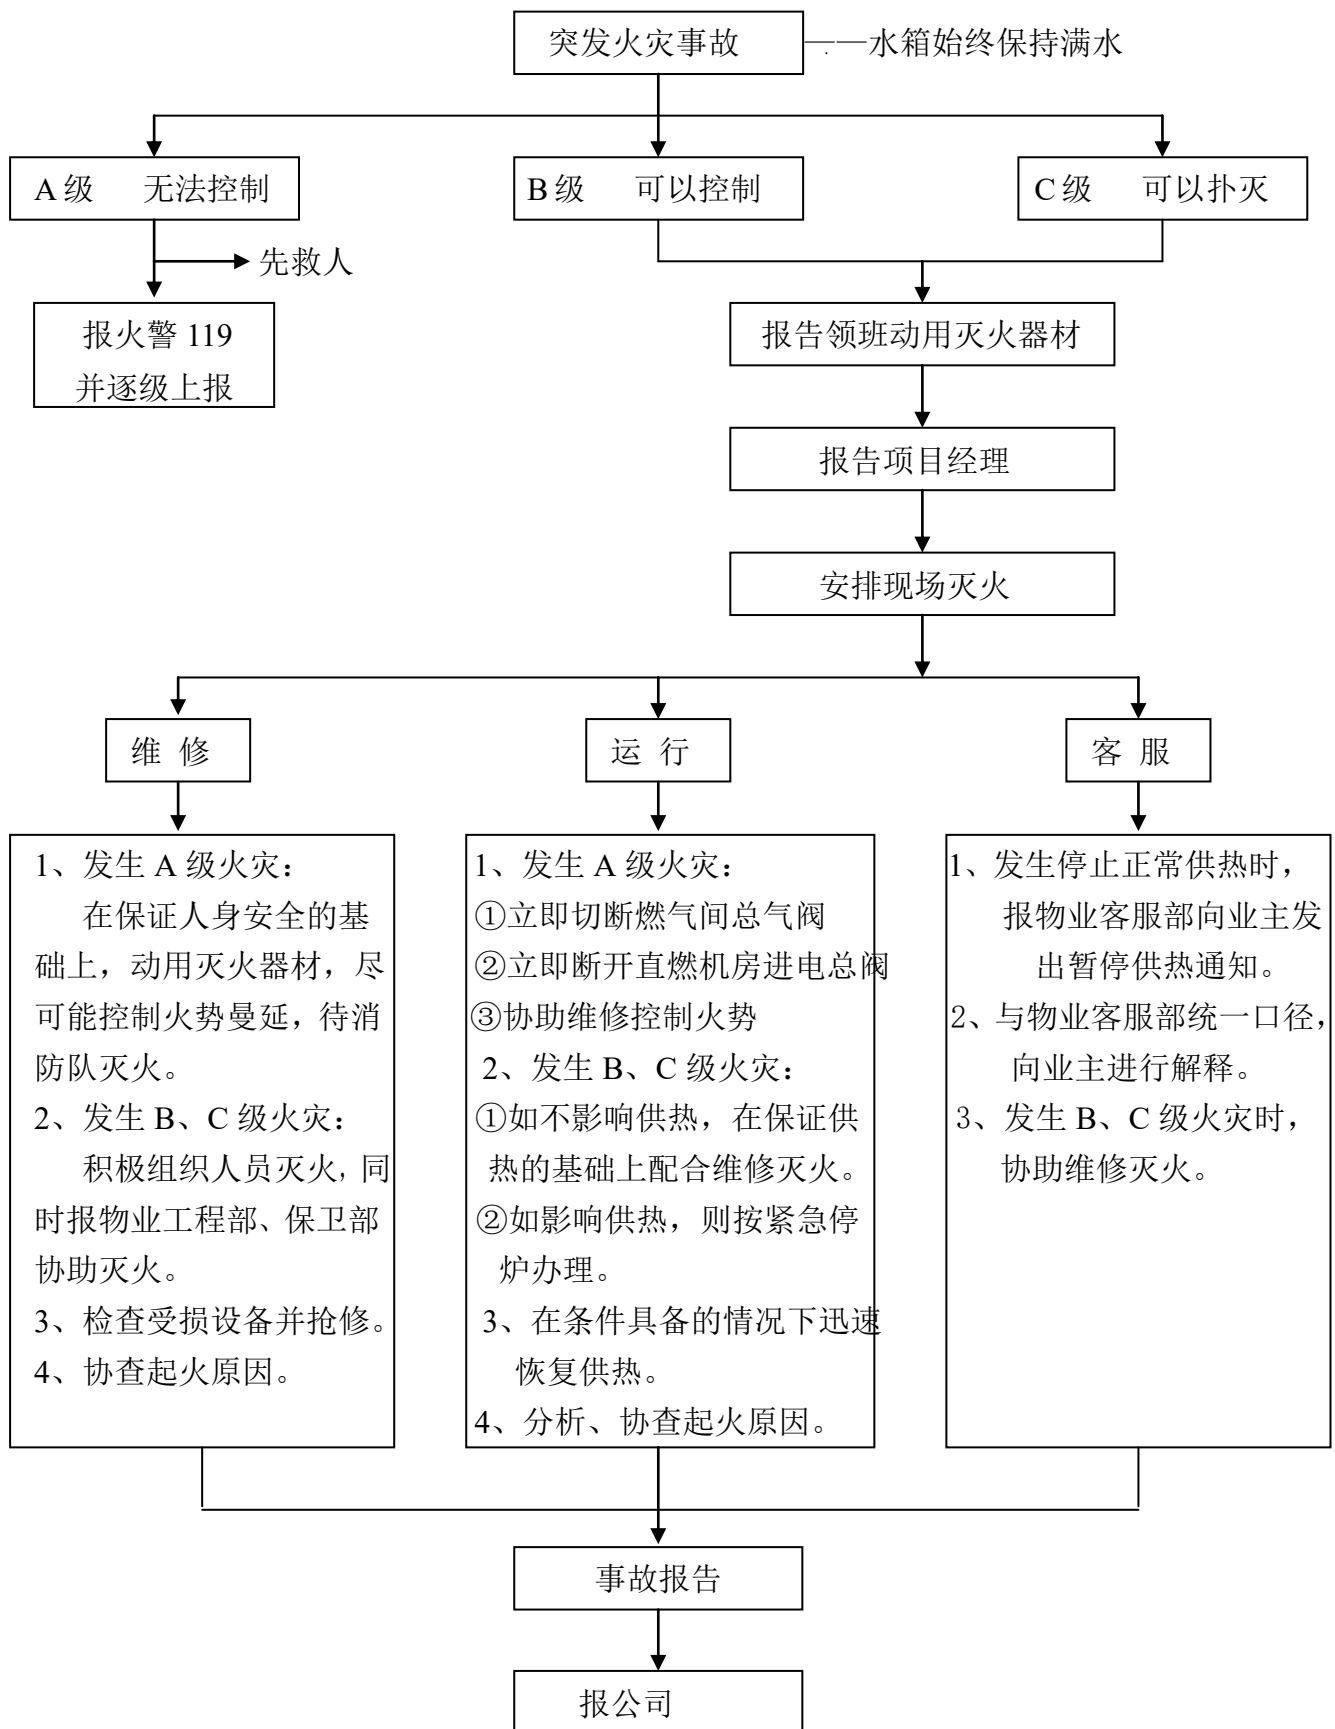 突发火灾事故 ——水箱始终保持满水
A 级 无法控制
B 级 可以控制
C 级 可以扑灭
先救人
报火警 119
并逐级上报
报告领班动用灭火器材
报告项目经理
安排现场灭火
维 修
运 行
客 服
1、发生 A 级火灾：
在保证人身安全的基
础上，动用灭火器材，尽
可能控制火势曼延，待消
防队灭火。
2、发生 B、C 级火灾：
积极组织人员灭火，同
时报物业工程部、保卫部
协助灭火。
3、检查受损设备并抢修。
4、协查起火原因。
1、发生 A 级火灾：
①立即切断燃气间总气阀
②立即断开直燃机房进电总阀
③协助维修控制火势
2、发生 B、C 级火灾：
①如不影响供热，在保证供
热的基础上配合维修灭火。
②如影响供热，则按紧急停
炉办理。
3、在条件具备的情况下迅速
恢复供热。
4、分析、协查起火原因。
1、发生停止正常供热时，
报物业客服部向业主发
出暂停供热通知。
2、与物业客服部统一口径，
向业主进行解释。
3、发生 B、C 级火灾时，
协助维修灭火。
事故报告
报公司